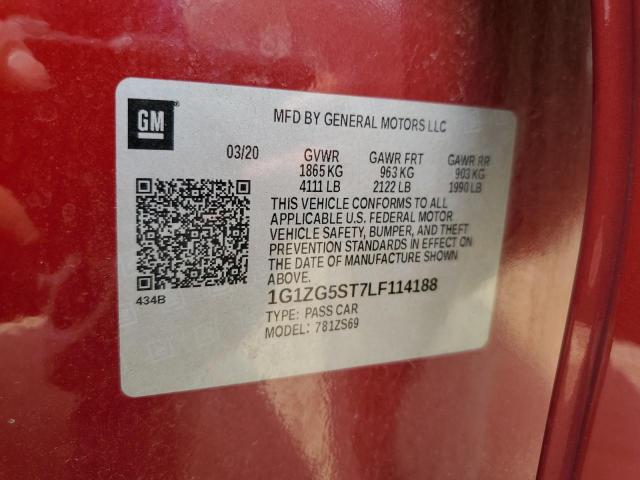 GM
MFD BY GENERAL MOTORS LLC
03/20 GVWR GAWR FRT GAWR RR
1865 KG 963 KG 903 KG
4111 LB 2122 LB 1990 LB
THIS VEHICLE CONFORMS TO ALL
APPLICABLE U.S. FEDERAL MOTOR
VEHICLE SAFETY, BUMPER, AND THEFT
PREVENTION STANDARDS IN EFFECT ON
THE DATE OF MANUFACTURE SHOWN
ABOVE.
434B
1G1ZG5ST7LF114188
TYPE: PASS CAR
MODEL: 781ZS69